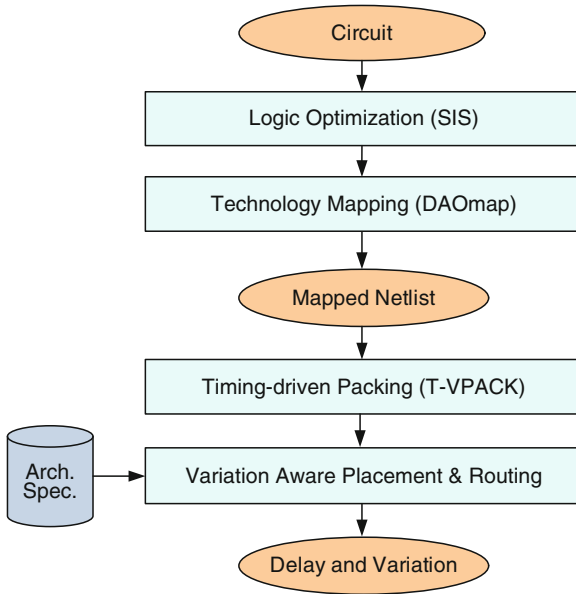 Circuit
Logic Optimization (SIS)
Technology Mapping (DAOmap)
Mapped Netlist
Timing-driven Packing (T-VPACK)
Arch.
Spec.
Variation Aware Placement & Routing
Delay and Variation